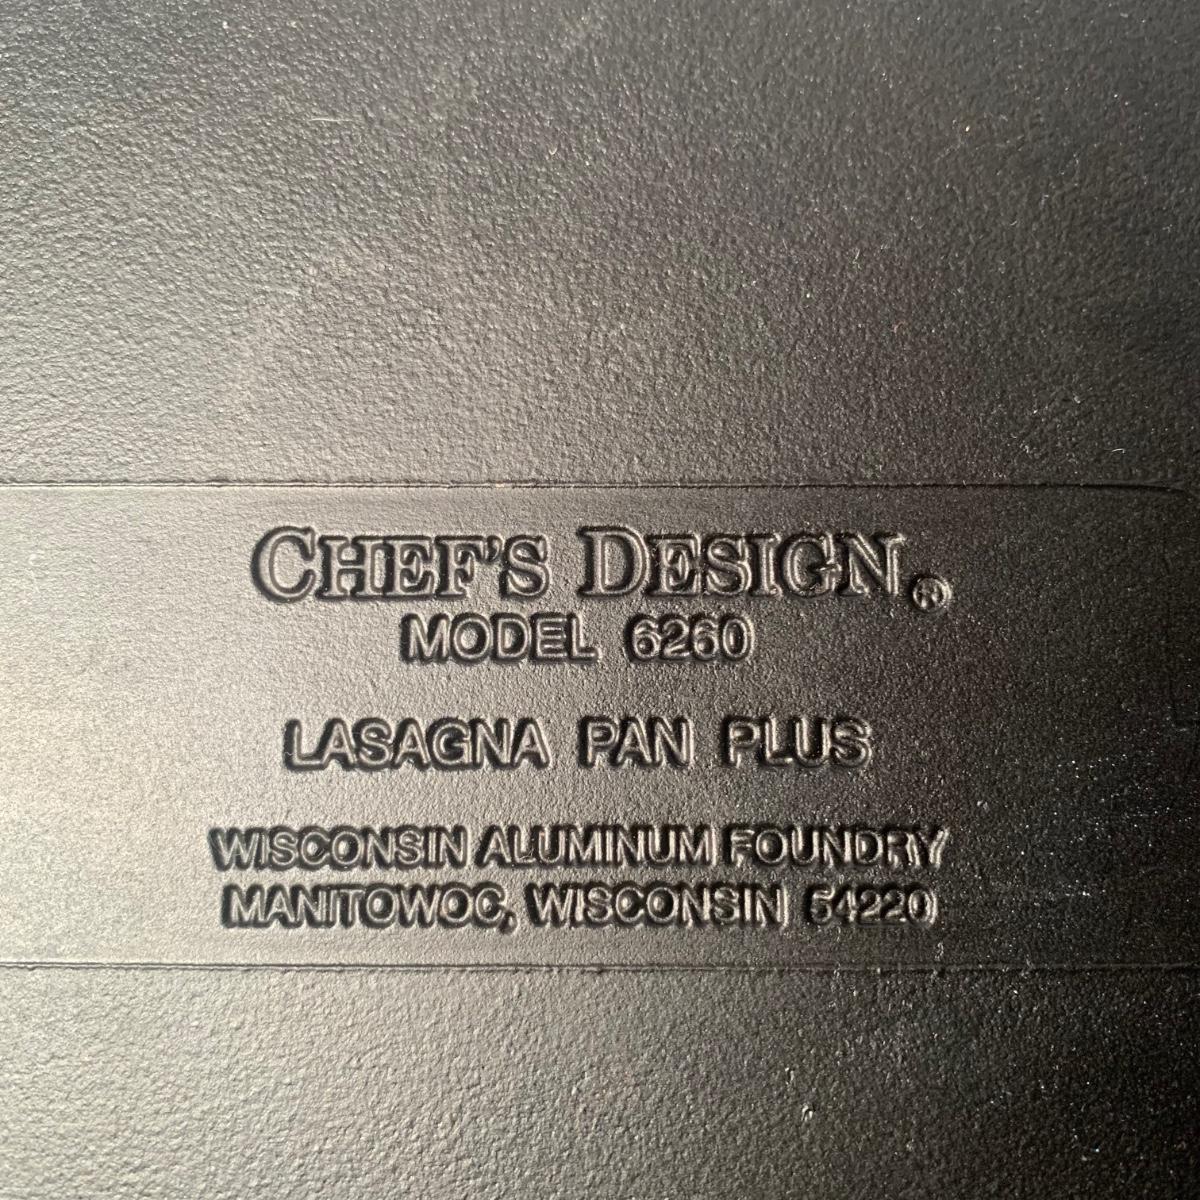 CHEF'S DESIGN®
MODEL 6260
LASAGNA PAN PLUS
WISCONSIN ALUMINUM FOUNDRY
MANITOWOC, WISCONSIN 54220